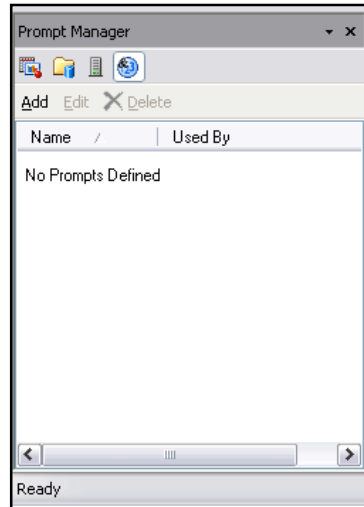 Prompt Manager
Add Edit Delete
Name / Used By
No Prompts Defined
Ready